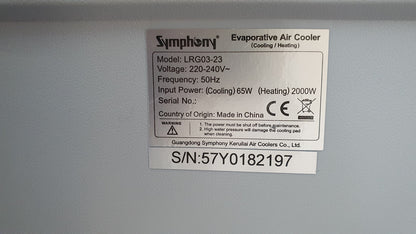 Symphony Evaporative Air Cooler
(Cooling / Heating)
Model: LRG03-23
Voltage: 220-240V~
Frequency: 50Hz
Input Power: (Cooling) 65W (Heating) 2000W
Serial No.:
Country of Origin: Made in China
CE
WARNING
1. The power must be shut off before maintenance.
2. High water pressure will damage the cooling pad
when cleaning.
Guangdong Symphony Keruilai Air Coolers Co., Ltd.
S/N:57Y0182197